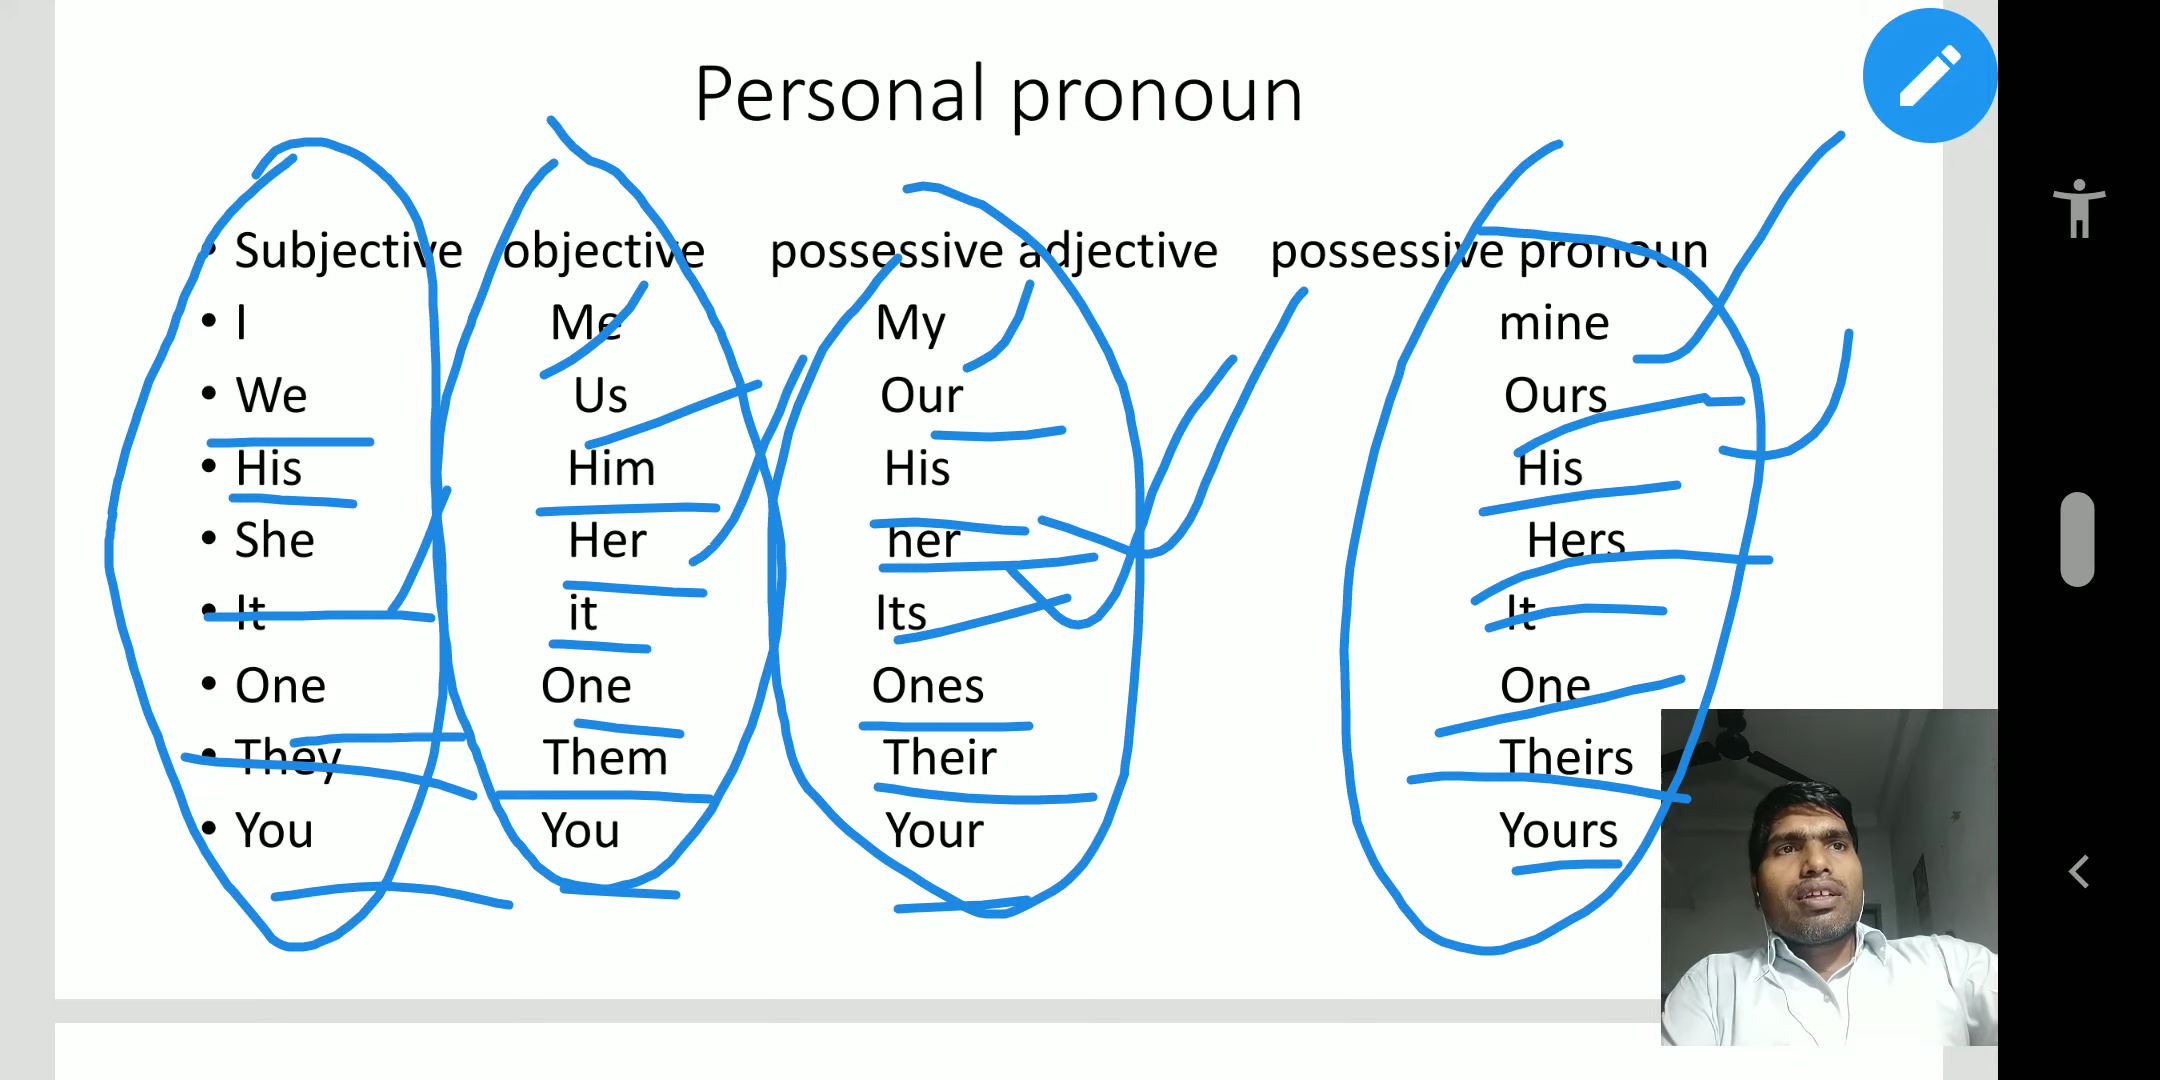 Personal pronoun
• Subjective objective possessive adjective possessive pronoun
• I Me My mine
• We Us Our Ours
• His Him His His
• She Her her Hers
• It it Its It
• One One Ones One
• They Them Their Theirs
• You You Your Yours